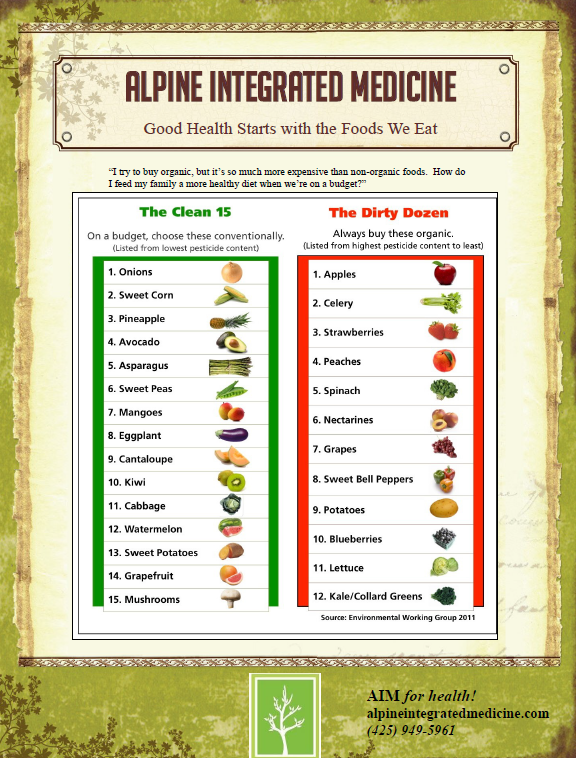 ALPINE INTEGRATED MEDICINE
Good Health Starts with the Foods We Eat
“I try to buy organic, but it’s so much more expensive than non-organic foods.  How do
I feed my family a more healthy diet when we’re on a budget?”
The Clean 15
On a budget, choose these conventionally.
(Listed from lowest pesticide content)
1. Onions
2. Sweet Corn
3. Pineapple
4. Avocado
5. Asparagus
6. Sweet Peas
7. Mangoes
8. Eggplant
9. Cantaloupe
10. Kiwi
11. Cabbage
12. Watermelon
13. Sweet Potatoes
14. Grapefruit
15. Mushrooms
The Dirty Dozen
Always buy these organic.
(Listed from highest pesticide content to least)
1. Apples
2. Celery
3. Strawberries
4. Peaches
5. Spinach
6. Nectarines
7. Grapes
8. Sweet Bell Peppers
9. Potatoes
10. Blueberries
11. Lettuce
12. Kale/Collard Greens
Source: Environmental Working Group 2011
AIM for health!
alpineintegratedmedicine.com
(425) 949-5961